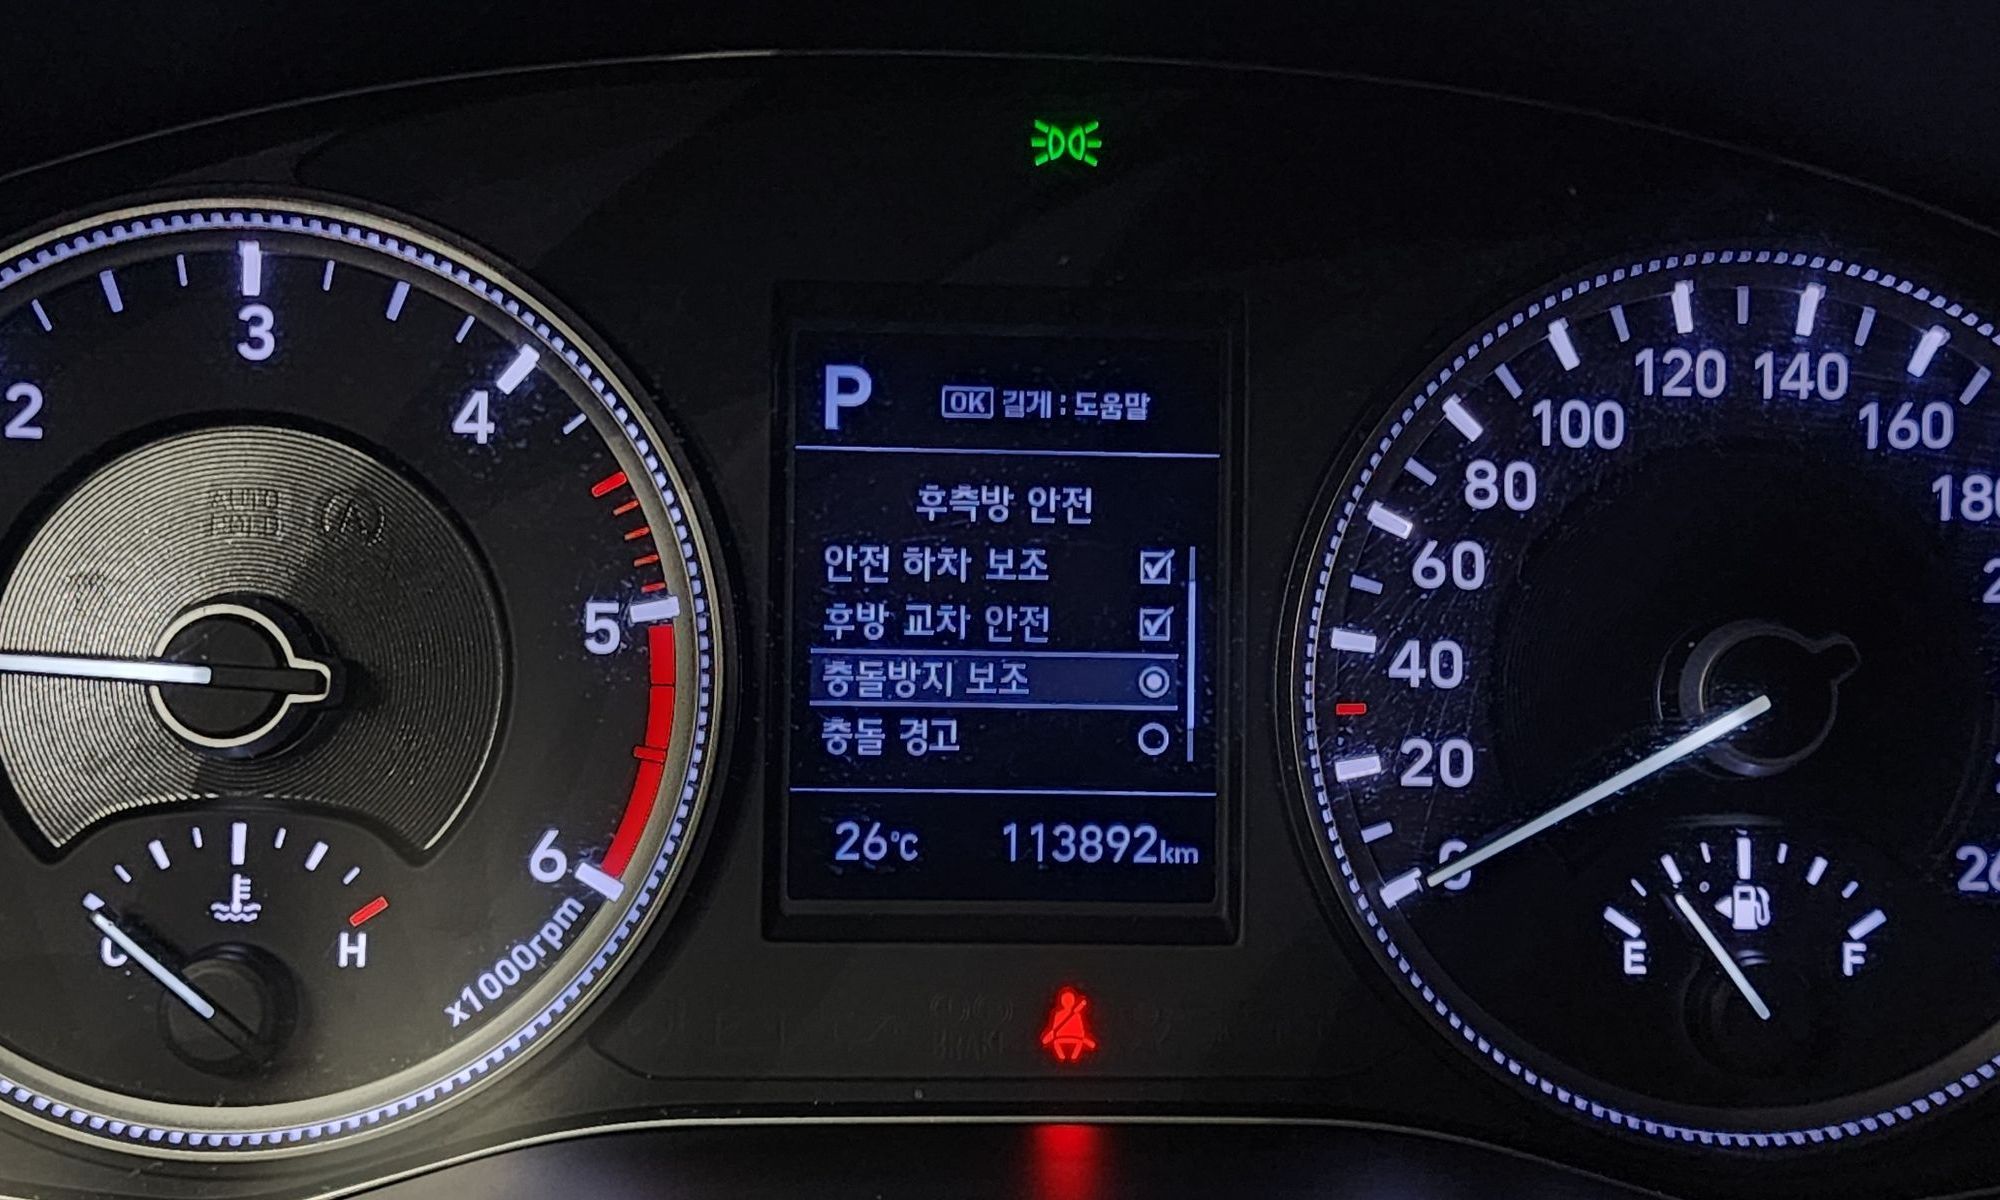 P
OK 길게 : 도움말
후측방 안전
안전 하차 보조
후방 교차 안전
충돌방지 보조
충돌 경고
26°C 113892km
2
3
4
5
6
x1000rpm
C
H
AUTO
HOLD
0
20
40
60
80
100
120
140
160
E
F
BRAKE